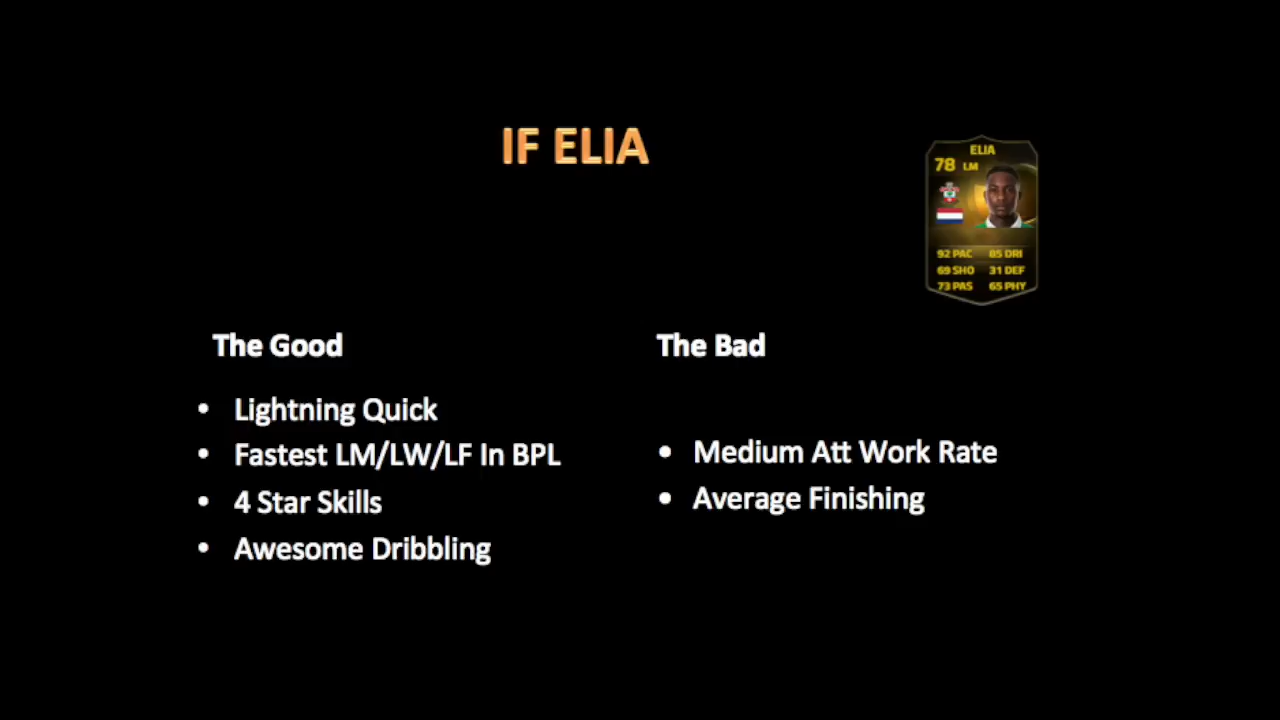 IF ELIA
ELIA
78 LM
92 PAC 85 DRI
69 SHO 31 DEF
73 PAS 65 PHY
The Good
The Bad
• Lightning Quick
• Fastest LM/LW/LF In BPL
• 4 Star Skills
• Awesome Dribbling
• Medium Att Work Rate
• Average Finishing